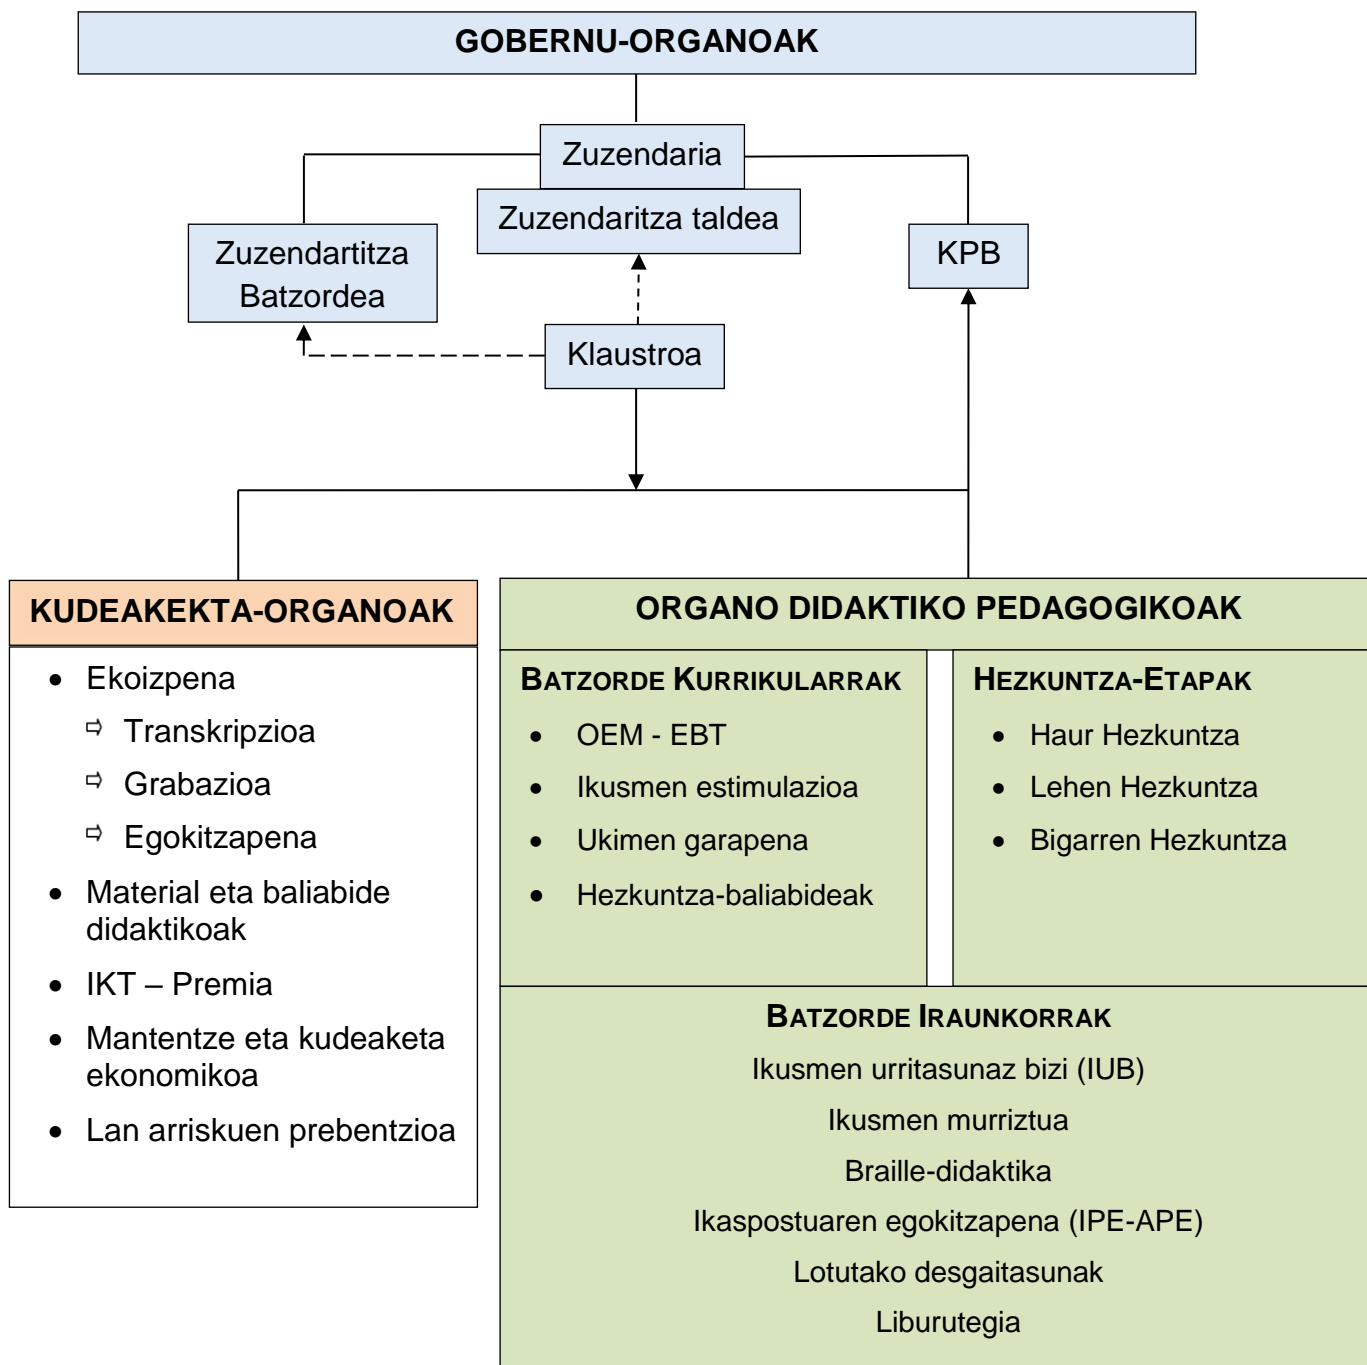 GOBERNU-ORGANOAK
Zuzendaria
Zuzendaritza taldea
Zuzendartitza
Batzordea
KPB
Klaustroa
KUDEAKEKTA-ORGANOAK
• Ekoizpena
⇨ Transkripzioa
⇨ Grabazioa
⇨ Egokitzapena
• Material eta baliabide
didaktikoak
• IKT – Premia
• Mantentze eta kudeaketa
ekonomikoa
• Lan arriskuen prebentzioa
ORGANO DIDAKTIKO PEDAGOGIKOAK
BATZORDE KURRIKULARRAK
• OEM - EBT
• Ikusmen estimulazioa
• Ukimen garapena
• Hezkuntza-baliabideak
HEZKUNTZA-ETAPAK
• Haur Hezkuntza
• Lehen Hezkuntza
• Bigarren Hezkuntza
BATZORDE IRAUNKORRAK
Ikusmen urritasunaz bizi (IUB)
Ikusmen murriztua
Braille-didaktika
Ikaspostuaren egokitzapena (IPE-APE)
Lotutako desgaitasunak
Liburutegia